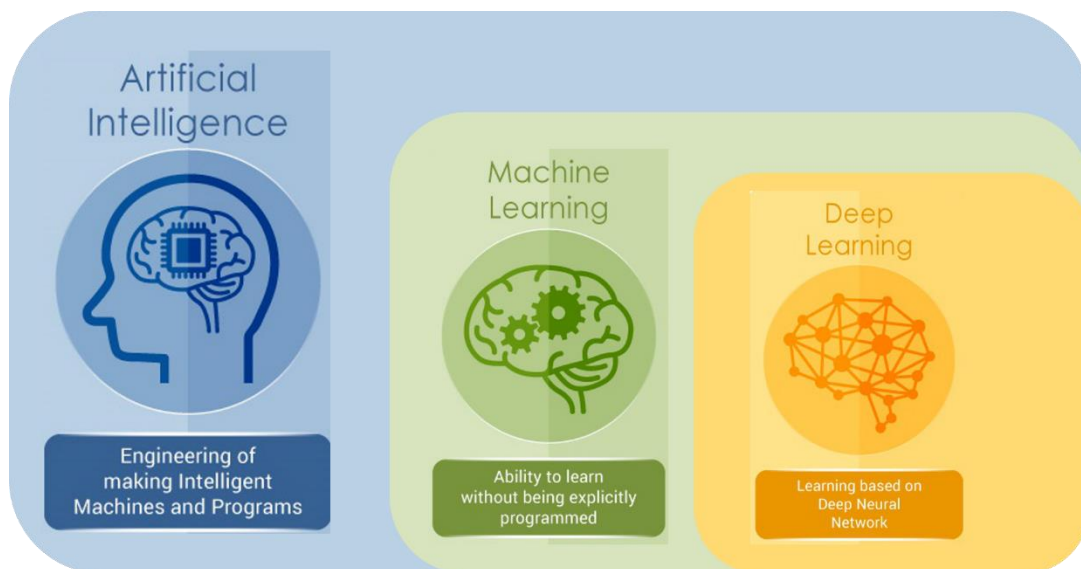 Artificial
Intelligence
Engineering of
making Intelligent
Machines and Programs
Machine
Learning
Ability to learn
without being explicitly
programmed
Deep
Learning
Learning based on
Deep Neural
Network